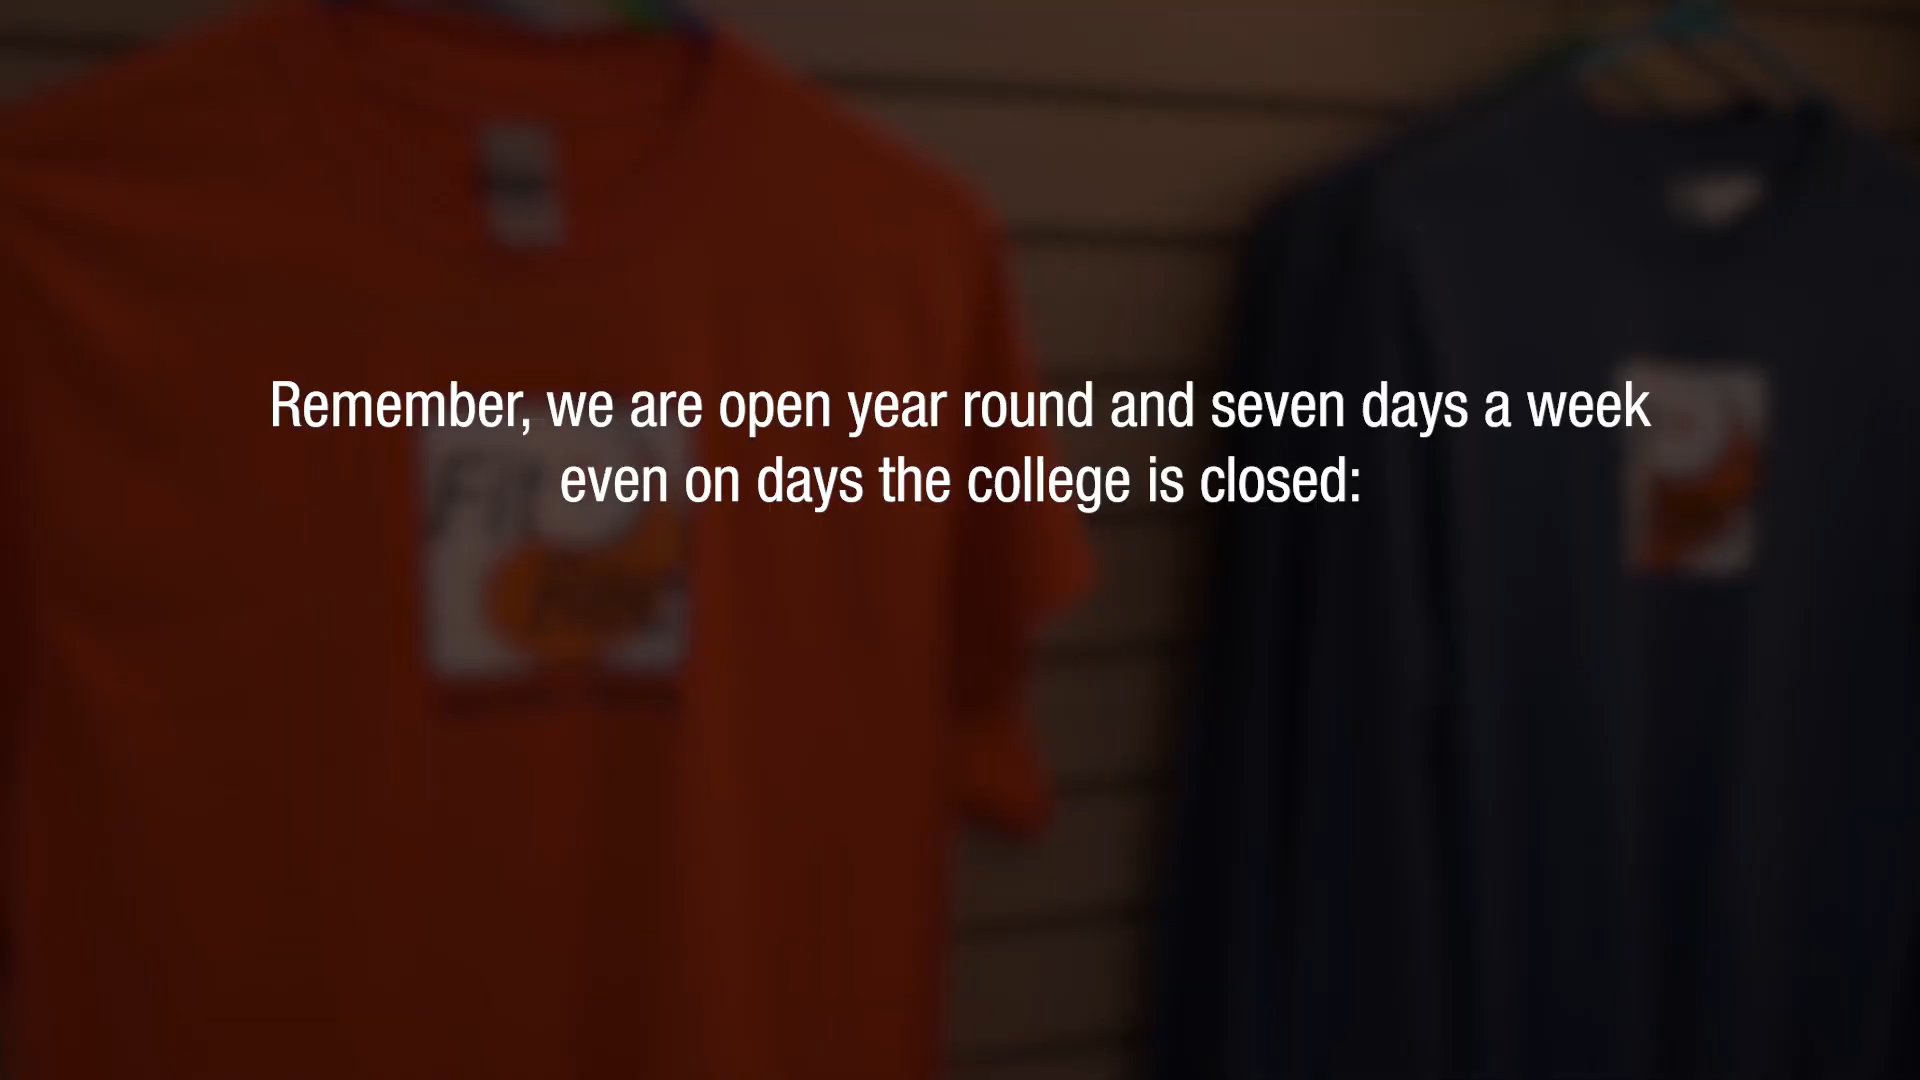 Remember, we are open year round and seven days a week
even on days the college is closed: